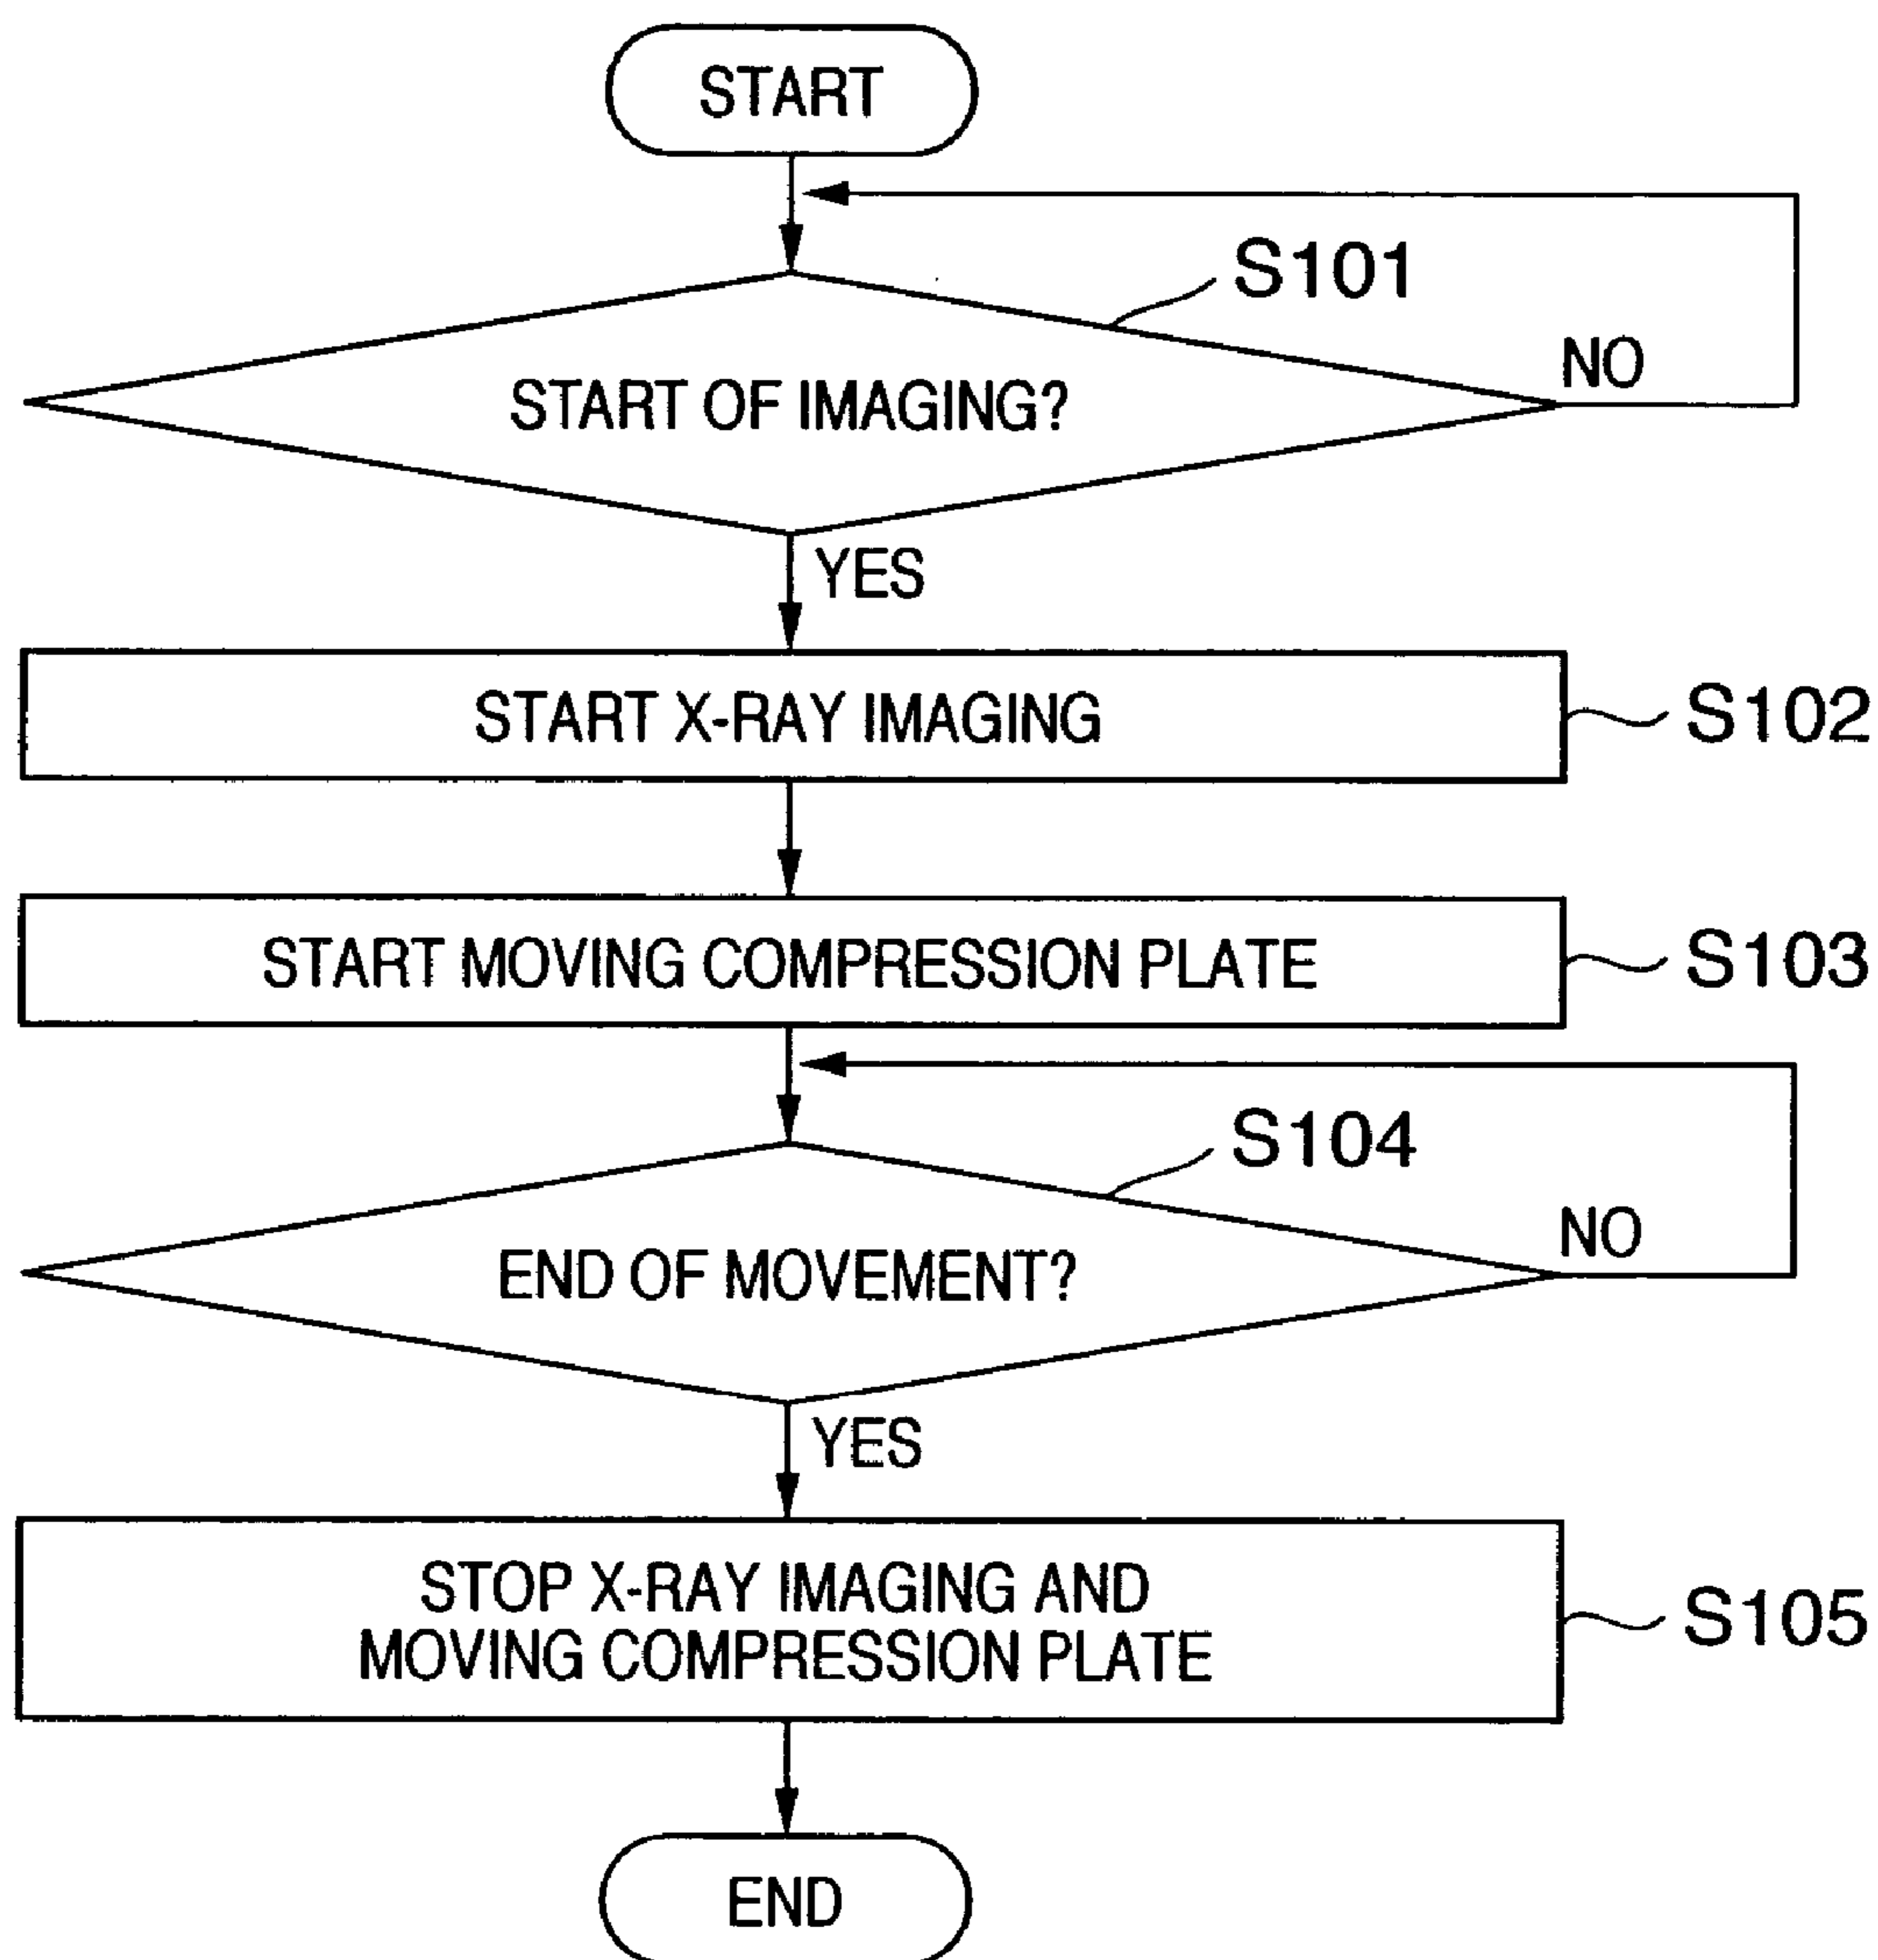 START
S101
START OF IMAGING?
NO
YES
START X-RAY IMAGING
S102
START MOVING COMPRESSION PLATE
S103
S104
END OF MOVEMENT?
NO
YES
STOP X-RAY IMAGING AND
MOVING COMPRESSION PLATE
S105
END